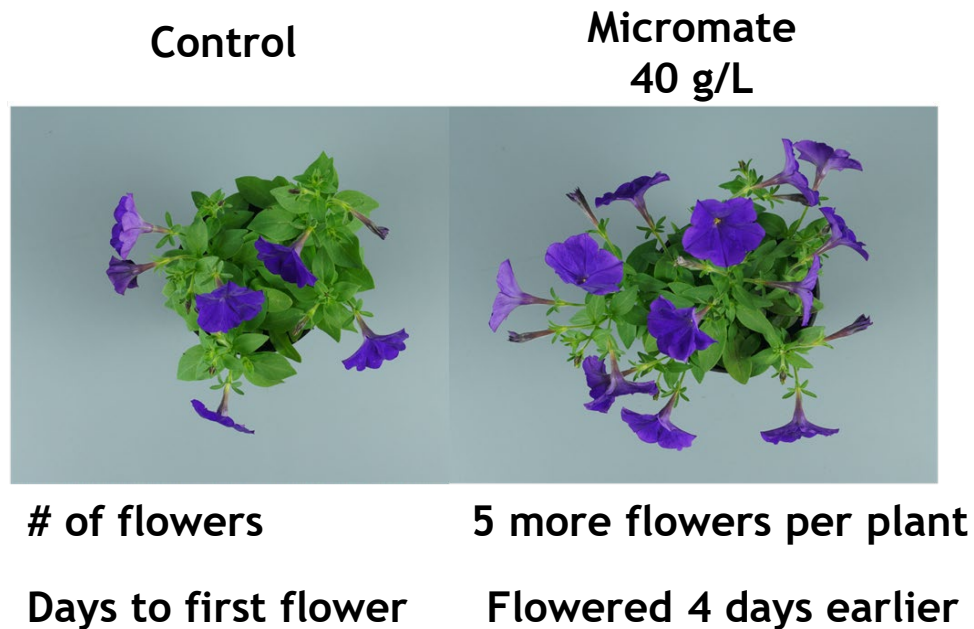 Control
Micromate
40 g/L
# of flowers
5 more flowers per plant
Days to first flower
Flowered 4 days earlier